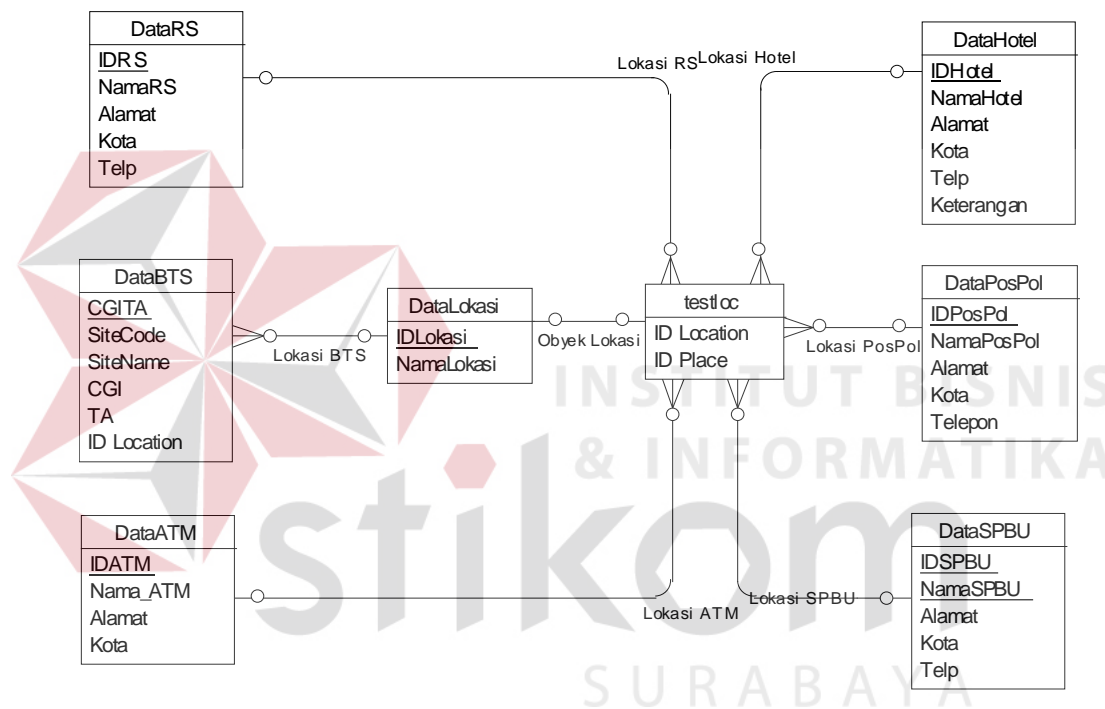 DataRS
IDRS
NamaRS
Alamat
Kota
Telp
Lokasi RS
Lokasi Hotel
DataHotel
IDHotel
NamaHotel
Alamat
Kota
Telp
Keterangan
DataBTS
CGITA
SiteCode
SiteName
CGI
TA
ID Location
Lokasi BTS
DataLokasi
IDLokasi
NamaLokasi
Obyek Lokasi
testloc
ID Location
ID Place
Lokasi PosPol
DataPosPol
IDPosPol
NamaPosPol
Alamat
Kota
Telepon
DataATM
IDATM
Nama_ATM
Alamat
Kota
Lokasi ATM
Lokasi SPBU
DataSPBU
IDSPBU
NamaSPBU
Alamat
Kota
Telp
INSTITUT BISNIS
& INFORMATIKA
stikom
SURABAYA